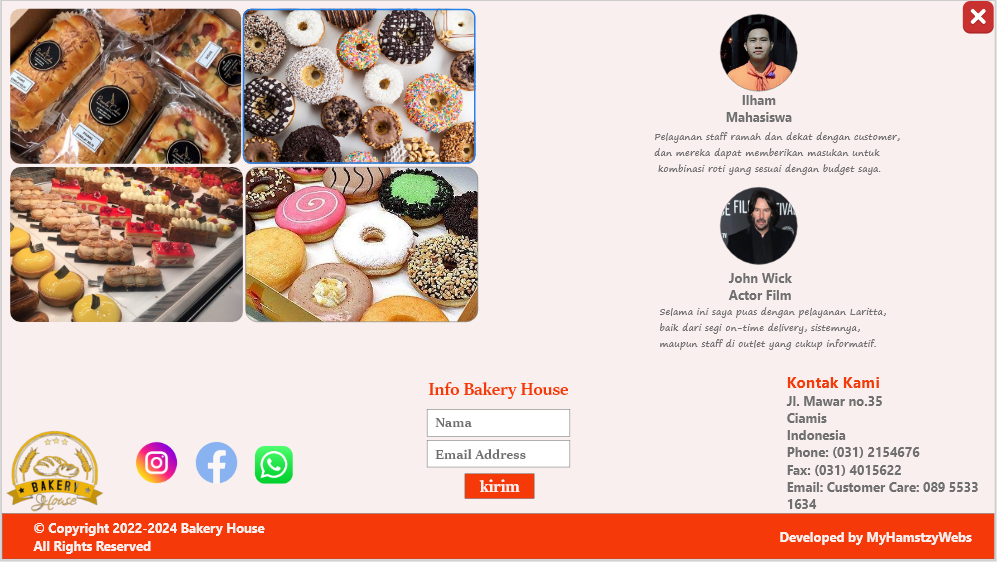 Ilham
Mahasiswa
Pelayanan staff ramah dan dekat dengan customer,
dan mereka dapat memberikan masukan untuk
kombinasi roti yang sesuai dengan budget saya.
John Wick
Actor Film
Selama ini saya puas dengan pelayanan Laritta,
baik dari segi on-time delivery, sistemnya,
maupun staff di outlet yang cukup informatif.
Info Bakery House
Nama
Email Address
kirim
Kontak Kami
Jl. Mawar no.35
Ciamis
Indonesia
Phone: (031) 2154676
Fax: (031) 4015622
Email: Customer Care: 089 5533
1634
BAKERY
House
© Copyright 2022-2024 Bakery House
All Rights Reserved
Developed by MyHamstzyWebs